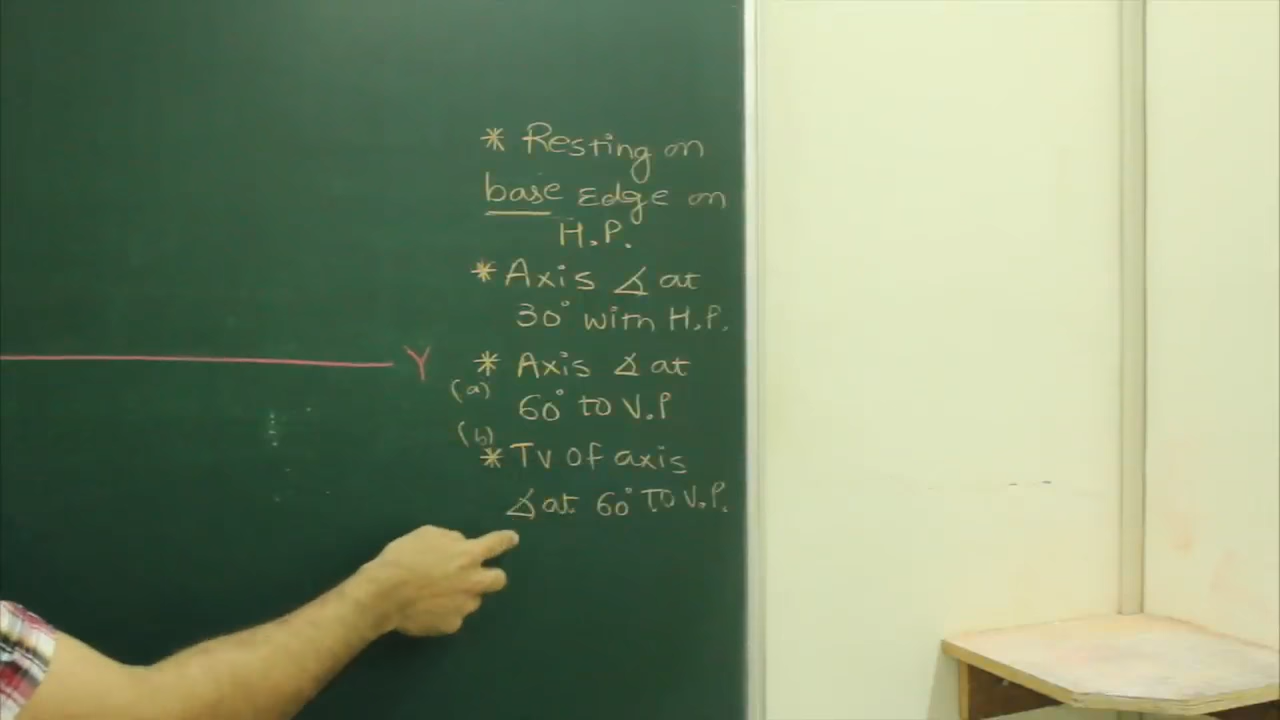 * Resting on
base Edge on
H.P.
* Axis ∡ at
30° with H.P.
* Axis ∡ at
(a) 60° to V.P
(b)
* Tv of axis
∡ at 60° To V.P.
Y